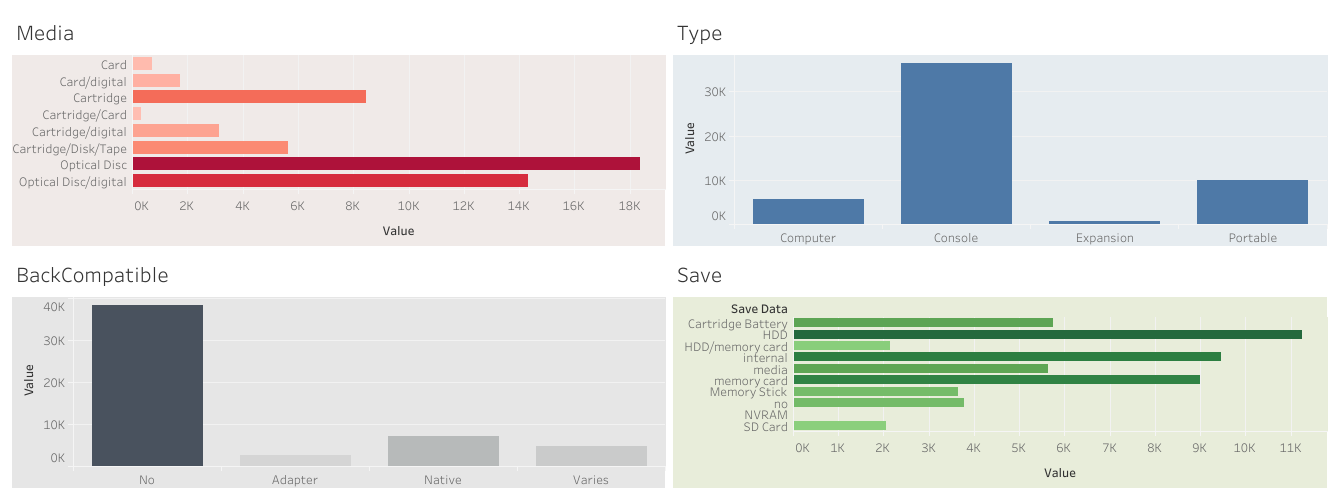 Media
Card
Card/digital
Cartridge
Cartridge/Card
Cartridge/digital
Cartridge/Disk/Tape
Optical Disc
Optical Disc/digital
0K 2K 4K 6K 8K 10K 12K 14K 16K 18K
Value
Type
Value
30K
20K
10K
0K
Computer Console Expansion Portable
BackCompatible
Value
40K
30K
20K
10K
0K
No Adapter Native Varies
Save
Save Data
Cartridge Battery
HDD
HDD/memory card
internal
media
memory card
Memory Stick
no
NVRAM
SD Card
0K 1K 2K 3K 4K 5K 6K 7K 8K 9K 10K 11K
Value